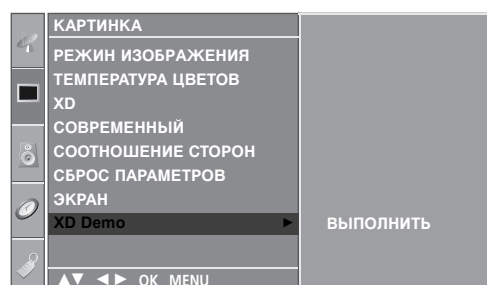 КАРТИНКА
РЕЖИН ИЗОБРАЖЕНИЯ
ТЕМПЕРАТУРА ЦВЕТОВ
XD
СОВРЕМЕННЫЙ
СООТНОШЕНИЕ СТОРОН
СБРОС ПАРАМЕТРОВ
ЭКРАН
XD Demo ► ВЫПОЛНИТЬ
▲▼ ◄► OK MENU